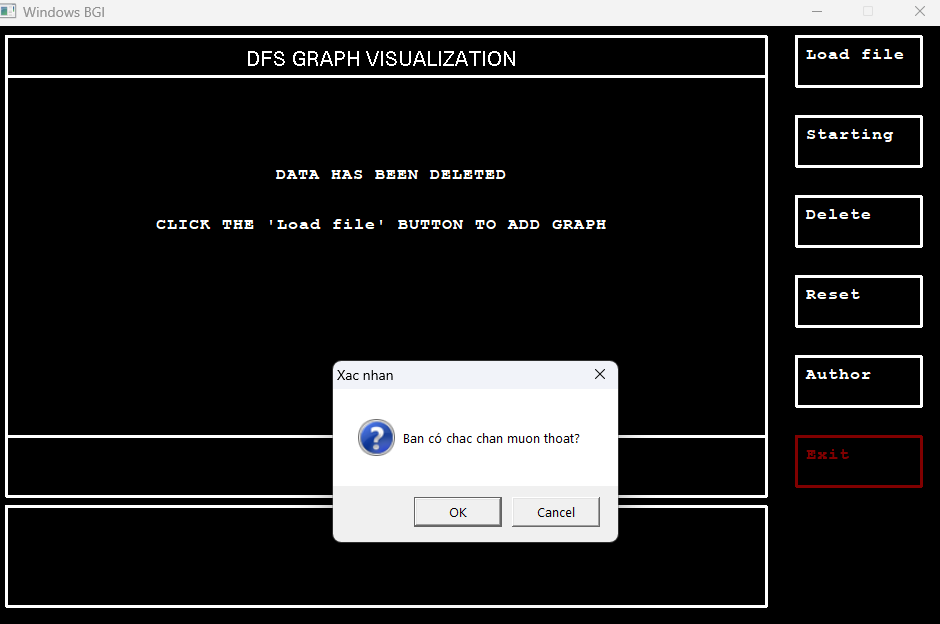 Windows BGI
DFS GRAPH VISUALIZATION
DATA HAS BEEN DELETED
CLICK THE 'Load file' BUTTON TO ADD GRAPH
Load file
Starting
Delete
Reset
Author
Exit
Xac nhan
Ban có chac chan muon thoat?
OK
Cancel